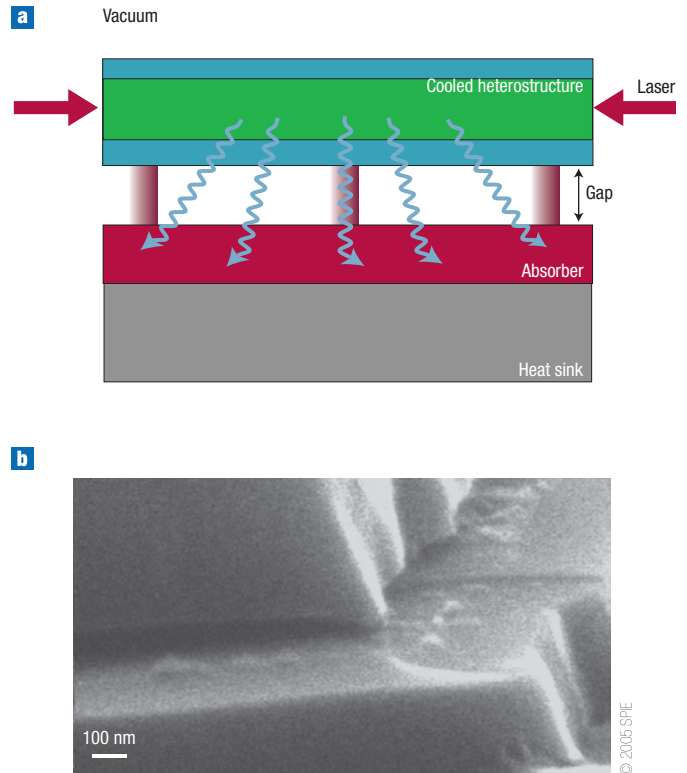 a
Vacuum
Cooled heterostructure
Laser
Gap
Absorber
Heat sink
b
100 nm
© 2005 SPIE